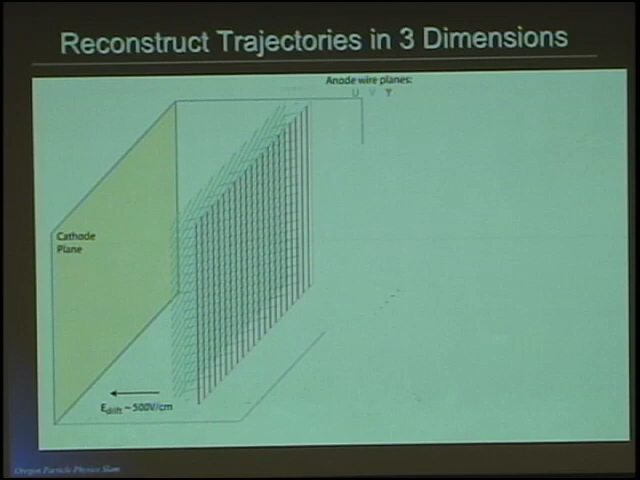 Reconstruct Trajectories in 3 Dimensions
Anode wire planes:
U V Y
Cathode
Plane
Edrift ~ 500V/cm
Oregon Particle Physics Slam